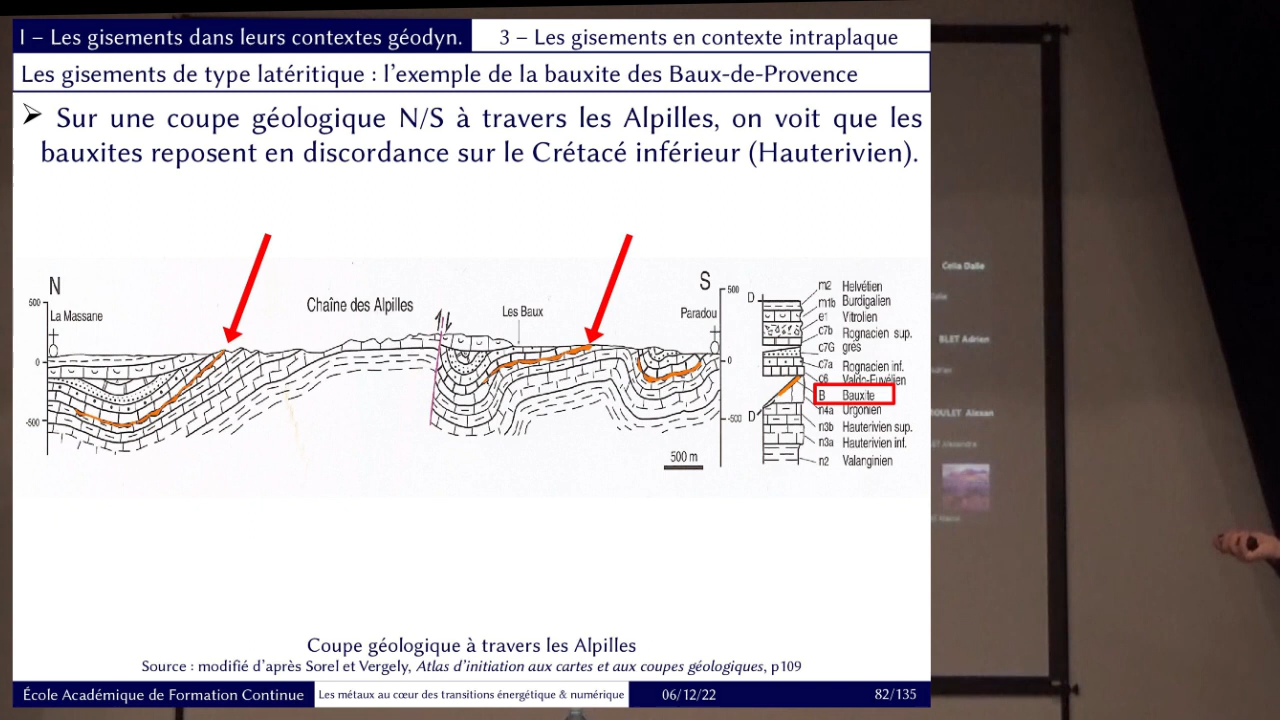 I – Les gisements dans leurs contextes géodyn.
3 – Les gisements en contexte intraplaque
Les gisements de type latéritique : l'exemple de la bauxite des Baux-de-Provence
➢ Sur une coupe géologique N/S à travers les Alpilles, on voit que les
bauxites reposent en discordance sur le Crétacé inférieur (Hauterivien).
N
S
500
La Massane
0
-500
Chaîne des Alpilles
Les Baux
Paradou
500
0
-500
500 m
D
D
m2 Helvétien
m1b Burdigalien
e1 Vitrolien
c7b Rognacien sup.
c7G grès
c7a Rognacien inf.
c6 Valdo-Fuvélien
B Bauxite
n4a Urgonien
n3b Hauterivien sup.
n3a Hauterivien inf.
n2 Valanginien
Coupe géologique à travers les Alpilles
Source : modifié d'après Sorel et Vergely, Atlas d'initiation aux cartes et aux coupes géologiques, p109
École Académique de Formation Continue
Les métaux au cœur des transitions énergétique & numérique
06/12/22
82/135
Celia Dalle
BLET Adrien